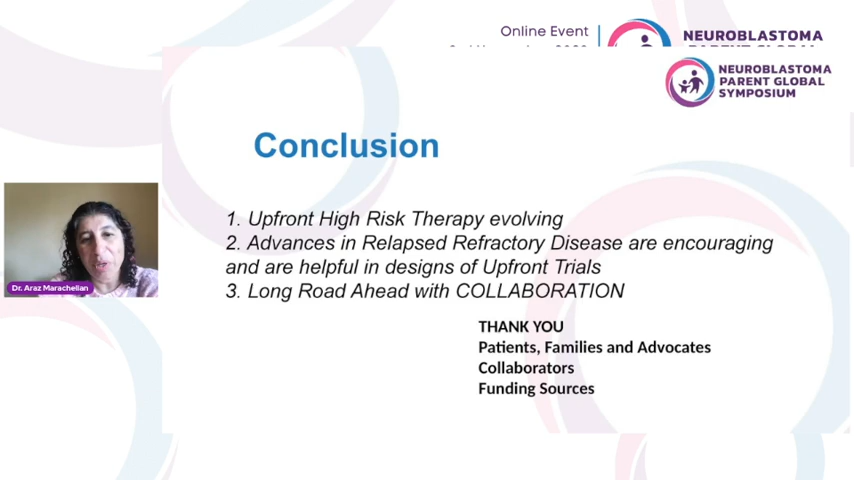 Online Event
NEUROBLASTOMA
NEUROBLASTOMA
PARENT GLOBAL
SYMPOSIUM
Conclusion
1. Upfront High Risk Therapy evolving
2. Advances in Relapsed Refractory Disease are encouraging
and are helpful in designs of Upfront Trials
3. Long Road Ahead with COLLABORATION
Dr. Araz Marachelian
THANK YOU
Patients, Families and Advocates
Collaborators
Funding Sources